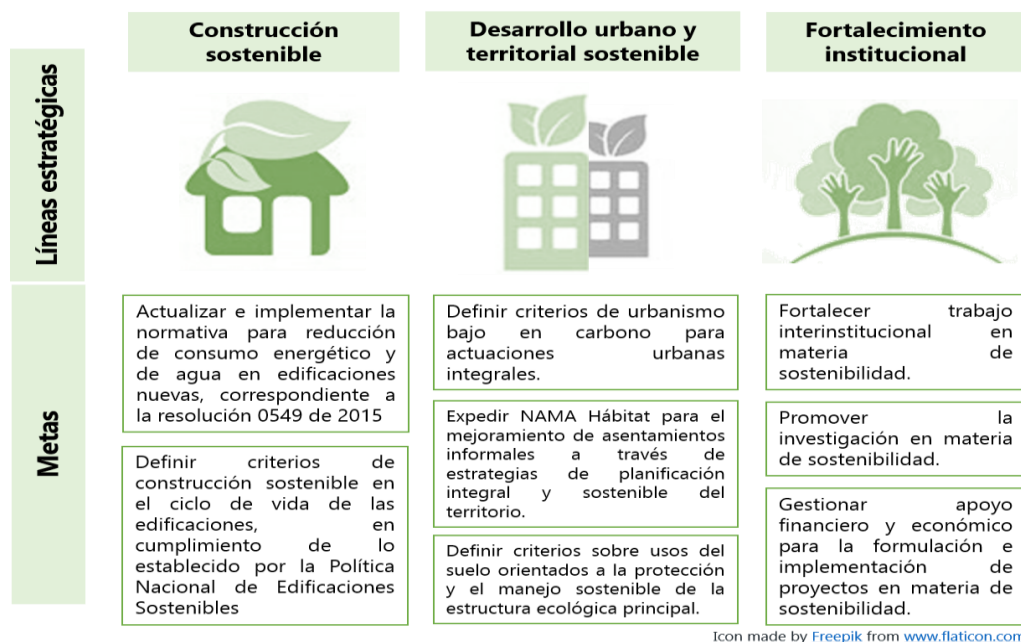 Construcción
sostenible
Desarrollo urbano y
territorial sostenible
Fortalecimiento
institucional
Líneas estratégicas
Metas
Actualizar e implementar la
normativa para reducción
de consumo energético y
de agua en edificaciones
nuevas, correspondiente a
la resolución 0549 de 2015
Definir criterios de
construcción sostenible en
el ciclo de vida de las
edificaciones, en
cumplimiento de lo
establecido por la Política
Nacional de Edificaciones
Sostenibles
Definir criterios de urbanismo
bajo en carbono para
actuaciones urbanas
integrales.
Expedir NAMA Hábitat para el
mejoramiento de asentamientos
informales a través de
estrategias de planificación
integral y sostenible del
territorio.
Definir criterios sobre usos del
suelo orientados a la protección
y el manejo sostenible de la
estructura ecológica principal.
Fortalecer trabajo
interinstitucional en
materia de
sostenibilidad.
Promover la
investigación en materia
de sostenibilidad.
Gestionar apoyo
financiero y económico
para la formulación e
implementación de
proyectos en materia de
sostenibilidad.
Icon made by Freepik from www.flaticon.com